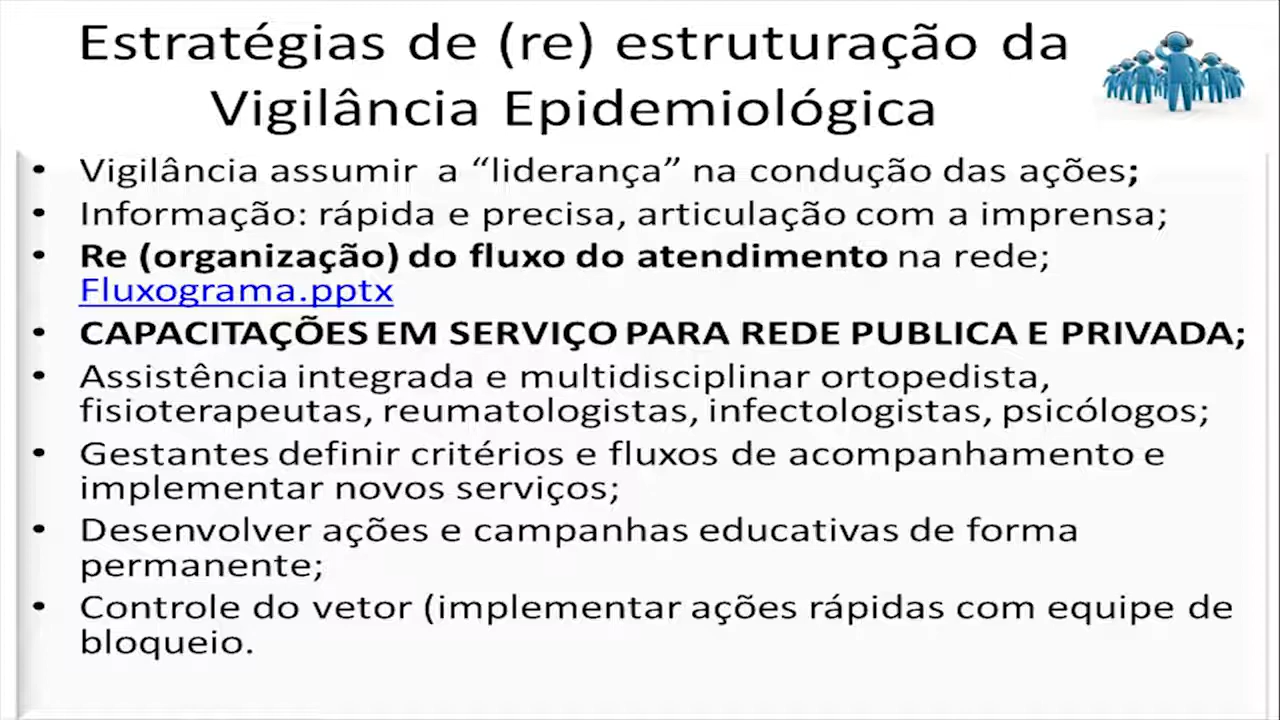 Estratégias de (re) estruturação da
Vigilância Epidemiológica
• Vigilância assumir a “liderança” na condução das ações;
• Informação: rápida e precisa, articulação com a imprensa;
• Re (organização) do fluxo do atendimento na rede;
Fluxograma.pptx
• CAPACITAÇÕES EM SERVIÇO PARA REDE PUBLICA E PRIVADA;
• Assistência integrada e multidisciplinar ortopedista,
fisioterapeutas, reumatologistas, infectologistas, psicólogos;
• Gestantes definir critérios e fluxos de acompanhamento e
implementar novos serviços;
• Desenvolver ações e campanhas educativas de forma
permanente;
• Controle do vetor (implementar ações rápidas com equipe de
bloqueio.